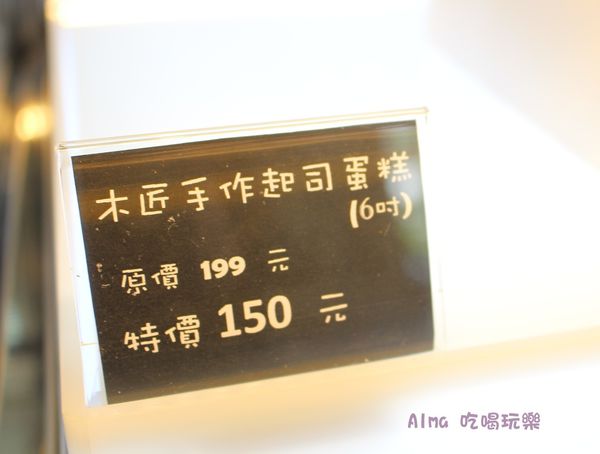 木匠手作起司蛋糕
(6吋)
原價 199 元
特價 150 元
Alma 吃喝玩樂